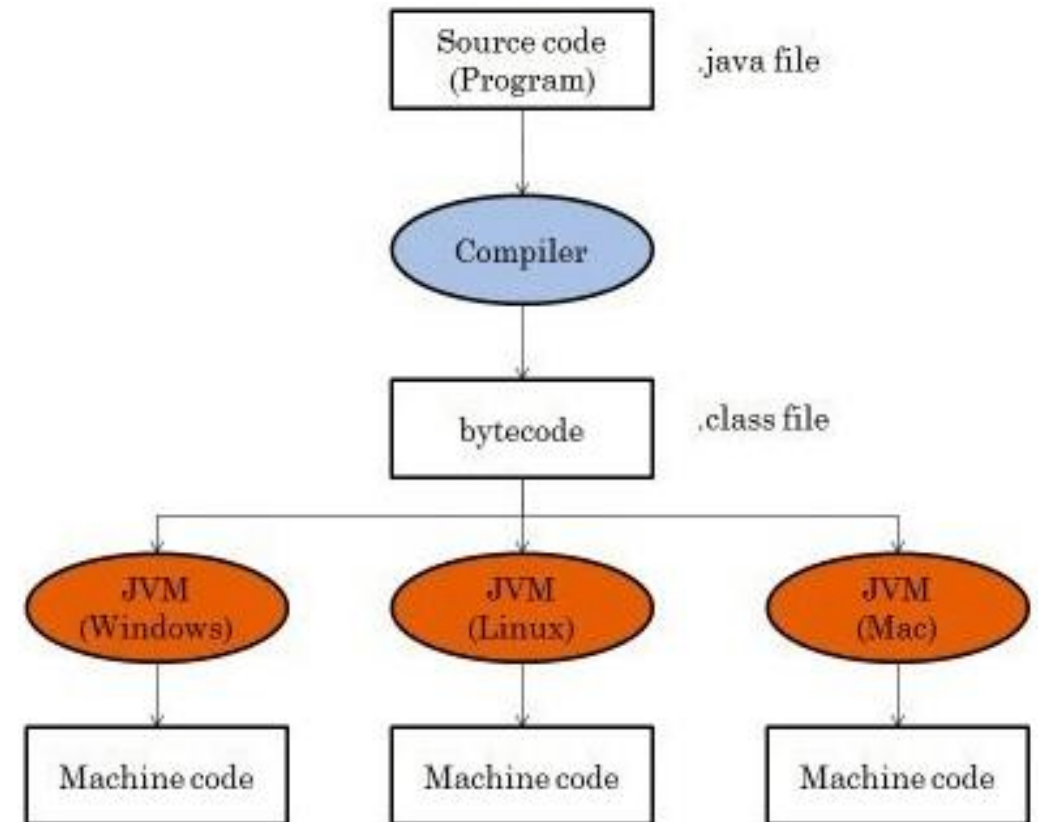 Source code
(Program)
.java file
Compiler
bytecode
.class file
JVM
(Windows)
JVM
(Linux)
JVM
(Mac)
Machine code
Machine code
Machine code